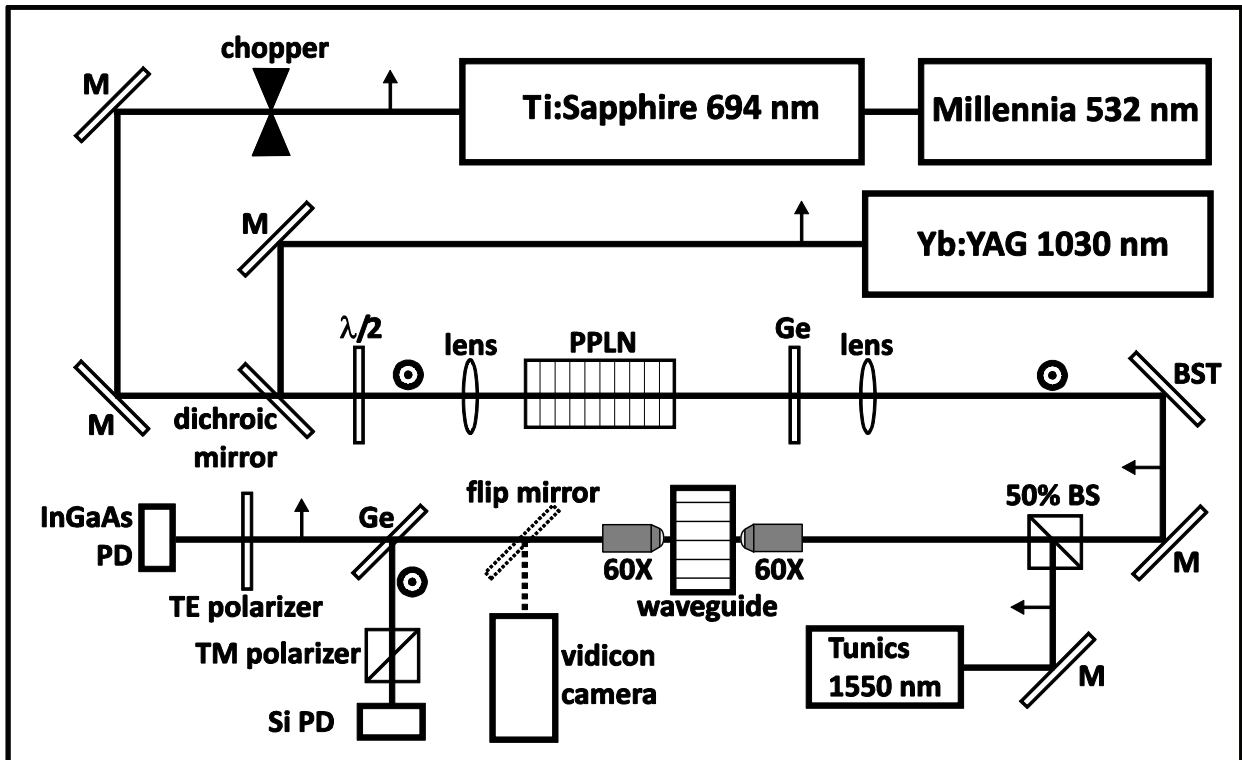 chopper
M
Ti:Sapphire 694 nm
Millennia 532 nm
M
Yb:YAG 1030 nm
λ/2
lens
PPLN
Ge
lens
BST
M
dichroic
mirror
InGaAs
PD
TE polarizer
Ge
flip mirror
60X
waveguide
60X
50% BS
M
TM polarizer
Si PD
vidicon
camera
Tunics
1550 nm
M